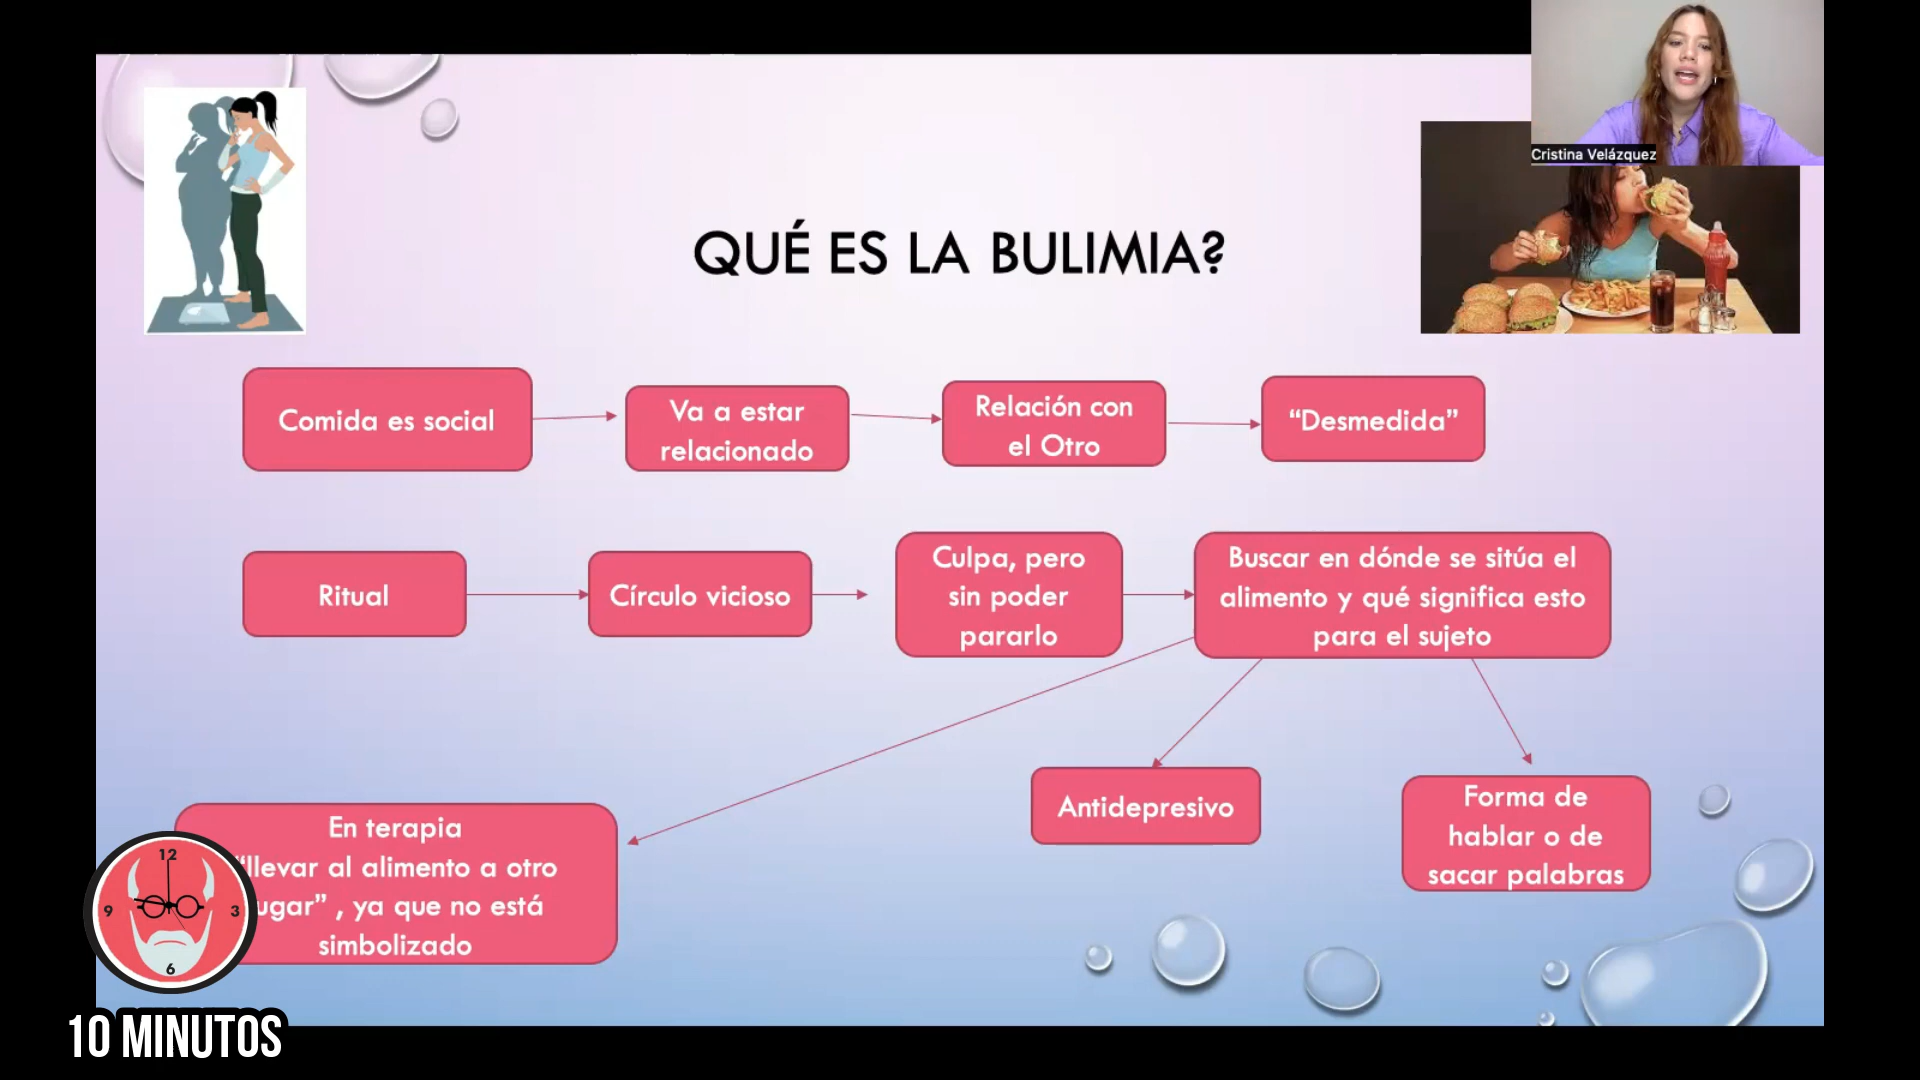 Cristina Velázquez
QUÉ ES LA BULIMIA?
Comida es social
Va a estar
relacionado
Relación con
el Otro
“Desmedida”
Ritual
Círculo vicioso
Culpa, pero
sin poder
pararlo
Buscar en dónde se sitúa el
alimento y qué significa esto
para el sujeto
En terapia
“llevar al alimento a otro
ugar” , ya que no está
simbolizado
Antidepresivo
Forma de
hablar o de
sacar palabras
12
9
3
6
10 MINUTOS